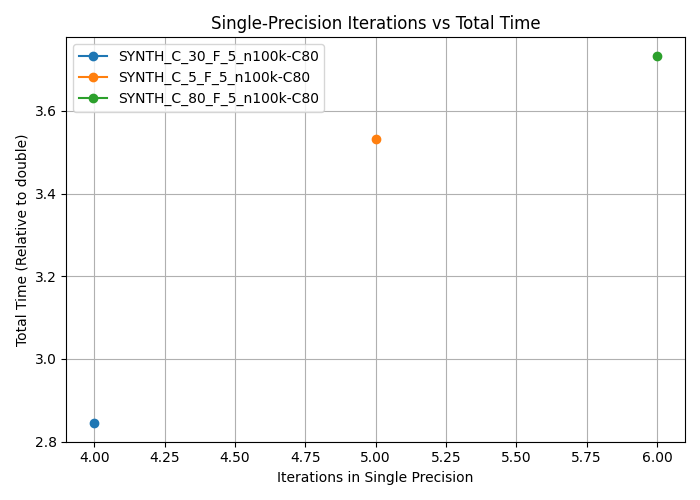 Single-Precision Iterations vs Total Time
SYNTH_C_30_F_5_n100k-C80
SYNTH_C_5_F_5_n100k-C80
SYNTH_C_80_F_5_n100k-C80
Total Time (Relative to double)
3.6
3.4
3.2
3.0
2.8
4.00 4.25 4.50 4.75 5.00 5.25 5.50 5.75 6.00
Iterations in Single Precision